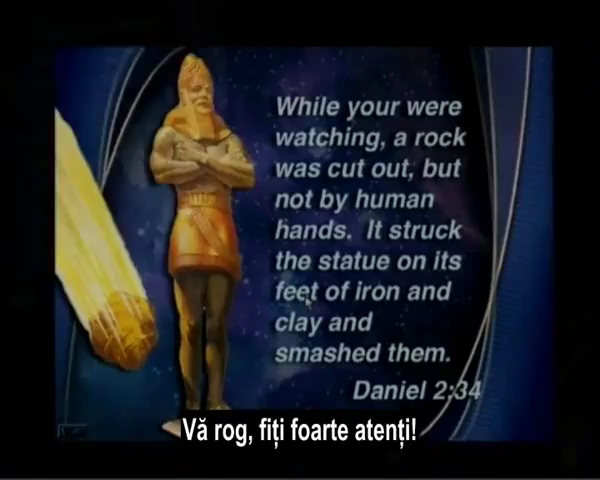 While your were
watching, a rock
was cut out, but
not by human
hands. It struck
the statue on its
feet of iron and
clay and
smashed them.
Daniel 2:34
Vă rog, fiți foarte atenți!